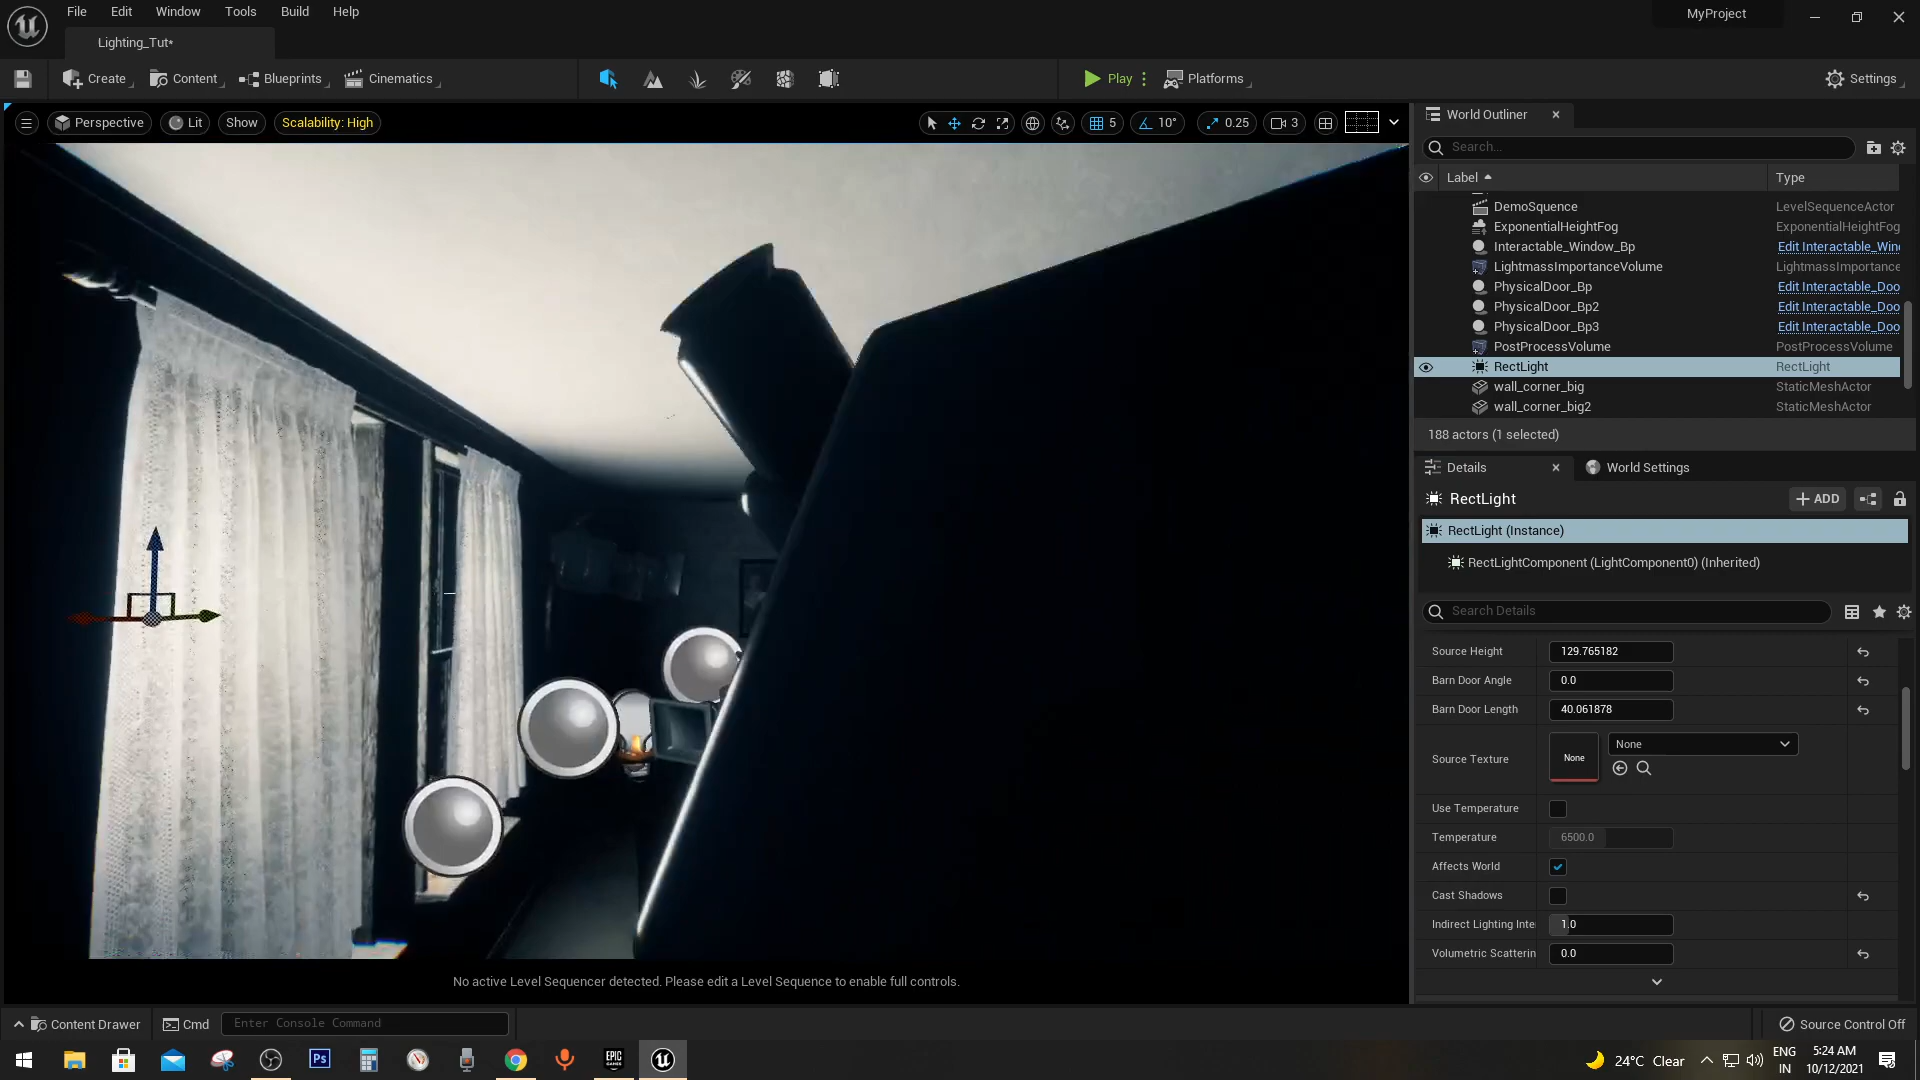 File Edit Window Tools Build Help
MyProject
Lighting_Tut*
Create Content Blueprints Cinematics Play Platforms Settings
Perspective Lit Show Scalability: High 5 10° 0.25 3
World Outliner
Search...
Label Type
DemoSquence LevelSequenceActor
ExponentialHeightFog ExponentialHeightFog
Interactable_Window_Bp Edit Interactable_Win
LightmassImportanceVolume LightmassImportance
PhysicalDoor_Bp Edit Interactable_Doo
PhysicalDoor_Bp2 Edit Interactable_Doo
PhysicalDoor_Bp3 Edit Interactable_Doo
PostProcessVolume PostProcessVolume
RectLight RectLight
wall_corner_big StaticMeshActor
wall_corner_big2 StaticMeshActor
188 actors (1 selected)
Details World Settings
RectLight + ADD
RectLight (Instance)
RectLightComponent (LightComponent0) (Inherited)
Search Details
Source Height 129.765182
Barn Door Angle 0.0
Barn Door Length 40.061878
Source Texture None None
Use Temperature
Temperature 6500.0
Affects World
Cast Shadows
Indirect Lighting Inte 1.0
Volumetric Scatterin 0.0
No active Level Sequencer detected. Please edit a Level Sequence to enable full controls.
Content Drawer Cmd Enter Console Command Source Control Off
Ps EPIC GAMES 24°C Clear ENG IN 5:24 AM 10/12/2021